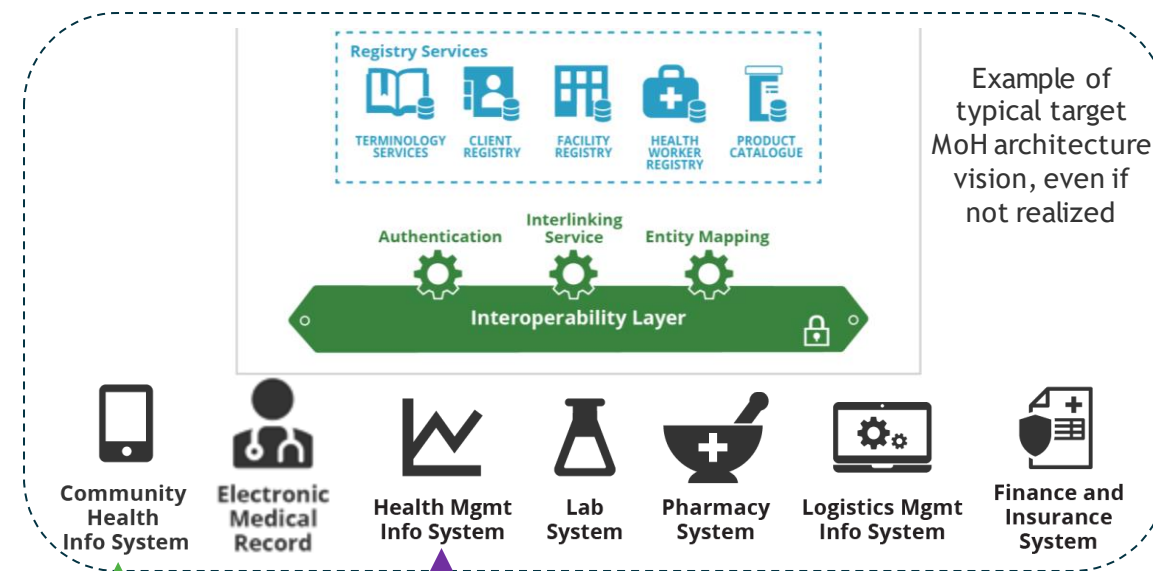 Registry Services
TERMINOLOGY
SERVICES
CLIENT
REGISTRY
FACILITY
REGISTRY
HEALTH
WORKER
REGISTRY
PRODUCT
CATALOGUE
Example of
typical target
MoH architecture
vision, even if
not realized
Authentication
Interlinking
Service
Entity Mapping
Interoperability Layer
Community
Health
Info System
Electronic
Medical
Record
Health Mgmt
Info System
Lab
System
Pharmacy
System
Logistics Mgmt
Info System
Finance and
Insurance
System